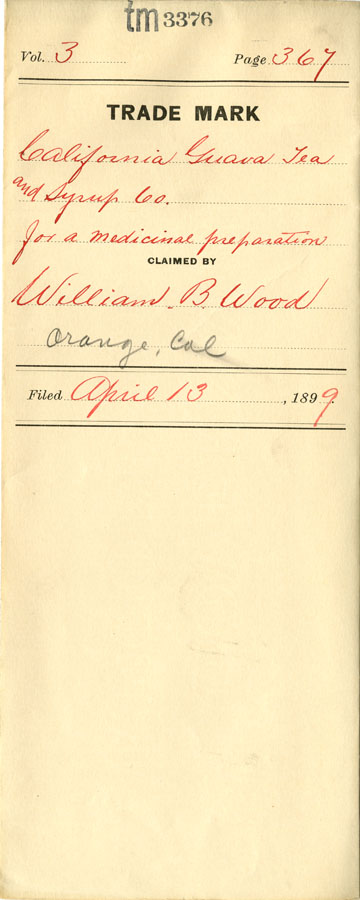 tm 3376
Vol. 3 Page 367
TRADE MARK
California Guava Tea
and Syrup Co.
for a medicinal preparation
CLAIMED BY
William B. Wood
Orange, Cal
Filed April 13, 1899.